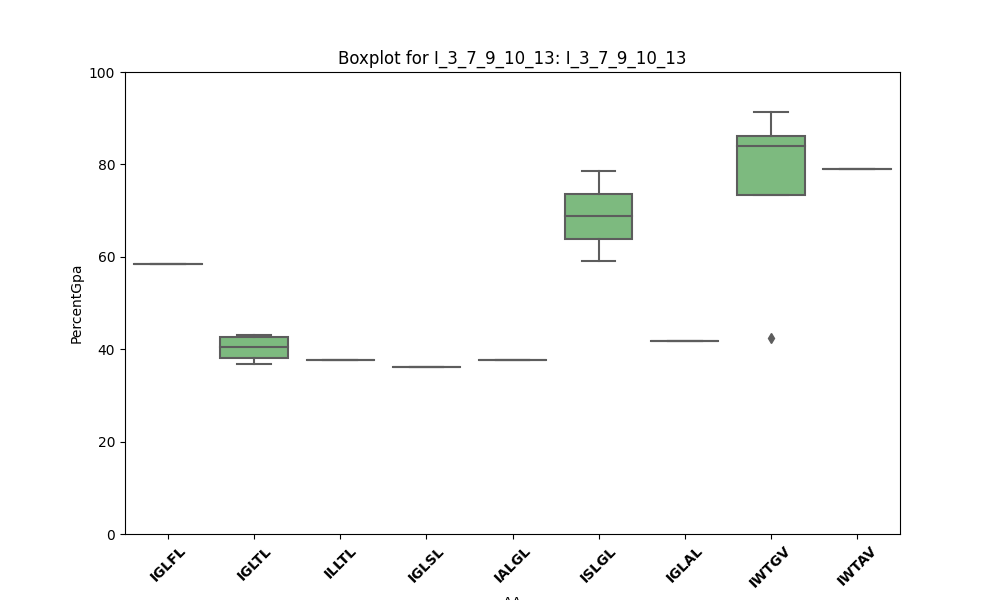 Boxplot for I_3_7_9_10_13: I_3_7_9_10_13
100
80
60
40
20
0
PercentGpa
IGLFL
IGLTL
ILLTL
IGLSL
IALGL
ISLGL
IGLAL
IWTGV
IWTAV